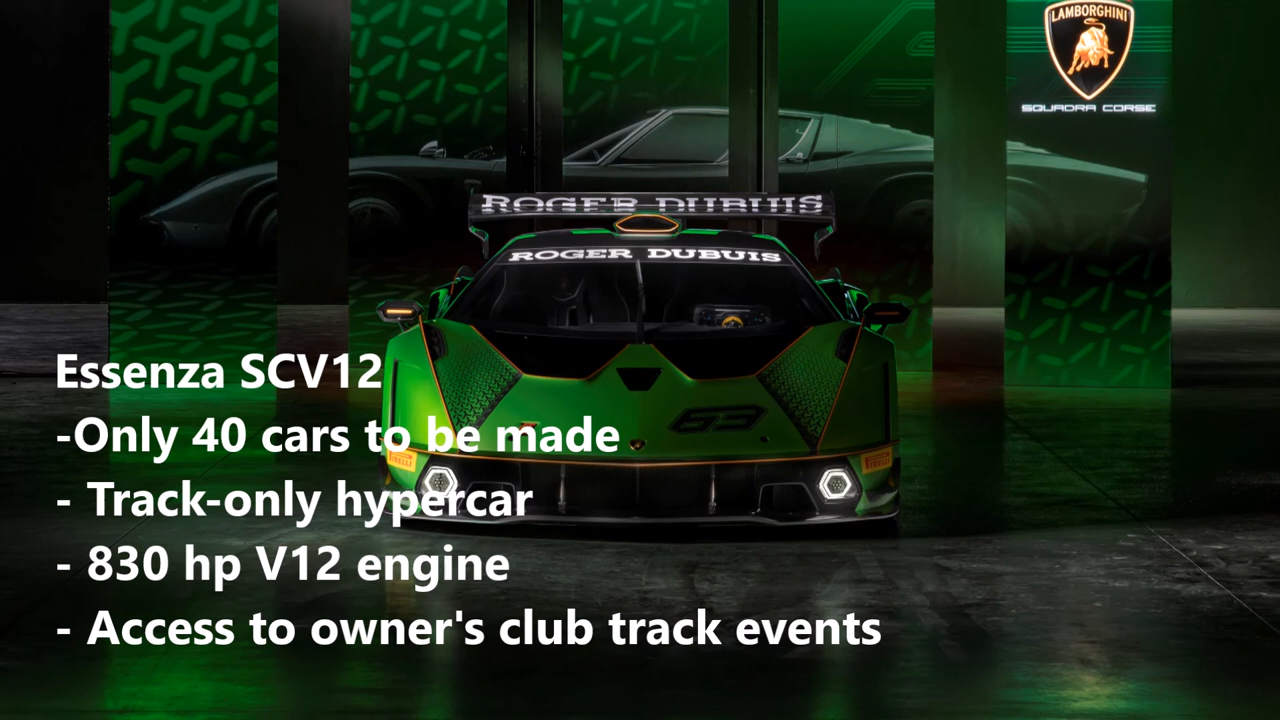 LAMBORGHINI
SQUADRA CORSE
ROGER DUBUIS
ROGER DUBUIS
63
PIRELLI
PIRELLI
Essenza SCV12
-Only 40 cars to be made
- Track-only hypercar
- 830 hp V12 engine
- Access to owner's club track events